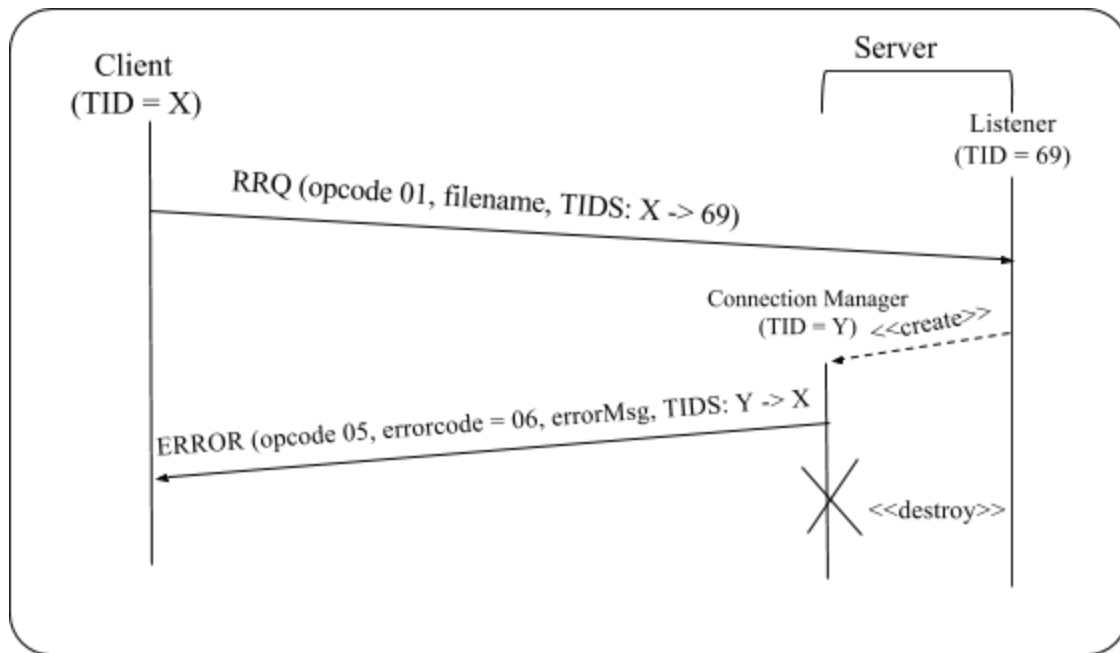 Server
Client
(TID = X)
Listener
(TID = 69)
RRQ (opcode 01, filename, TIDS: X -> 69)
Connection Manager
(TID = Y)
<<create>>
ERROR (opcode 05, errorcode = 06, errorMsg, TIDS: Y -> X
<<destroy>>